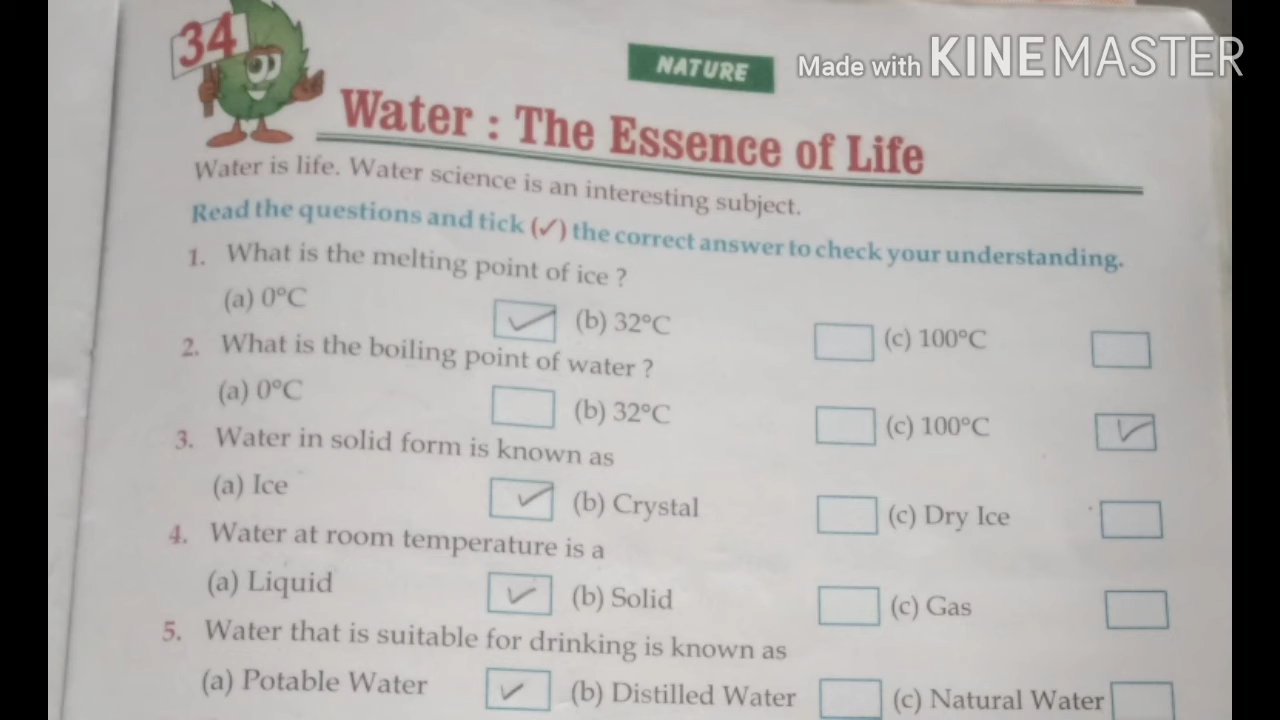 34
NATURE
Made with KINEMASTER
Water : The Essence of Life
Water is life. Water science is an interesting subject.
Read the questions and tick (✓) the correct answer to check your understanding.
1. What is the melting point of ice ?
(a) 0°C ✓ (b) 32°C (c) 100°C
2. What is the boiling point of water ?
(a) 0°C (b) 32°C (c) 100°C ✓
3. Water in solid form is known as
(a) Ice ✓ (b) Crystal (c) Dry Ice
4. Water at room temperature is a
(a) Liquid ✓ (b) Solid (c) Gas
5. Water that is suitable for drinking is known as
(a) Potable Water ✓ (b) Distilled Water (c) Natural Water